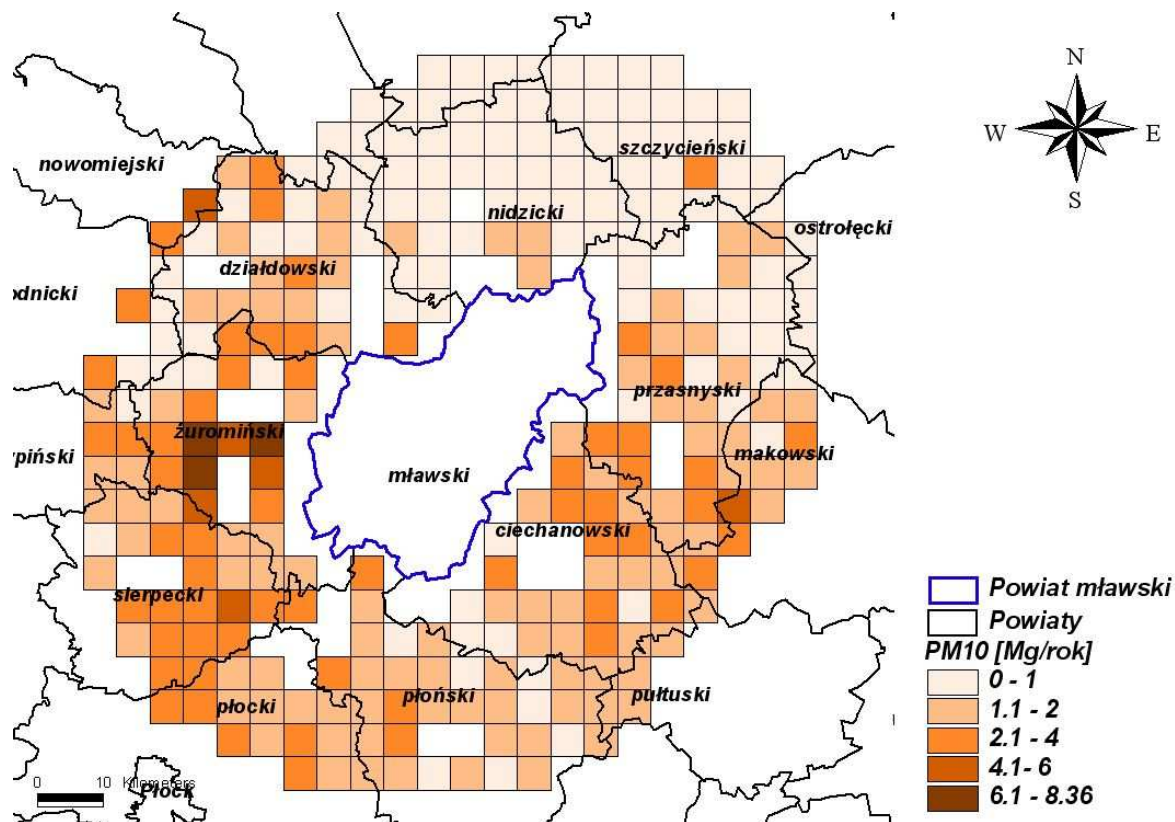 N
W E
S
nowomiejski
szczycieński
nidzicki
ostrołęcki
działdowski
odnicki
przasnyski
żuromiński
ypiński
makowski
mławski
ciechanowski
sierpecki
płoński
pułtuski
płocki
0 10 Kilometers
Płock
Powiat mławski
Powiaty
PM10 [Mg/rok]
0 - 1
1.1 - 2
2.1 - 4
4.1- 6
6.1 - 8.36